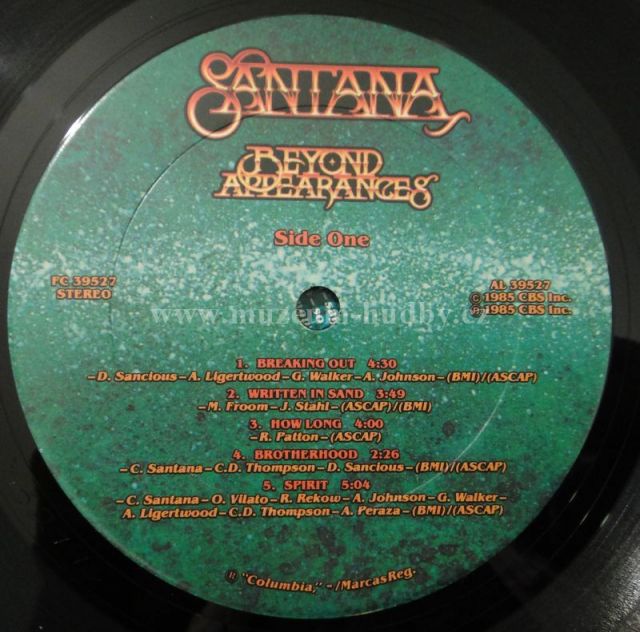 SANTANA
BEYOND
APPEARANCES
Side One
FC 39527
STEREO
AL 39527
© 1985 CBS Inc.
℗ 1985 CBS Inc.
1. BREAKING OUT 4:30
–D. Sancious–A. Ligertwood–G. Walker–A. Johnson–(BMI)/(ASCAP)
2. WRITTEN IN SAND 3:49
–M. Froom–J. Stahl–(ASCAP)/(BMI)
3. HOW LONG 4:00
–R. Patton–(ASCAP)
4. BROTHERHOOD 2:26
–C. Santana–C.D. Thompson–D. Sancious–(BMI)/(ASCAP)
5. SPIRIT 5:04
–C. Santana–O. Vilato–R. Rekow–A. Johnson–G. Walker–
A. Ligertwood–C.D. Thompson–A. Peraza–(BMI)/(ASCAP)
® "Columbia," –/MarcasReg.